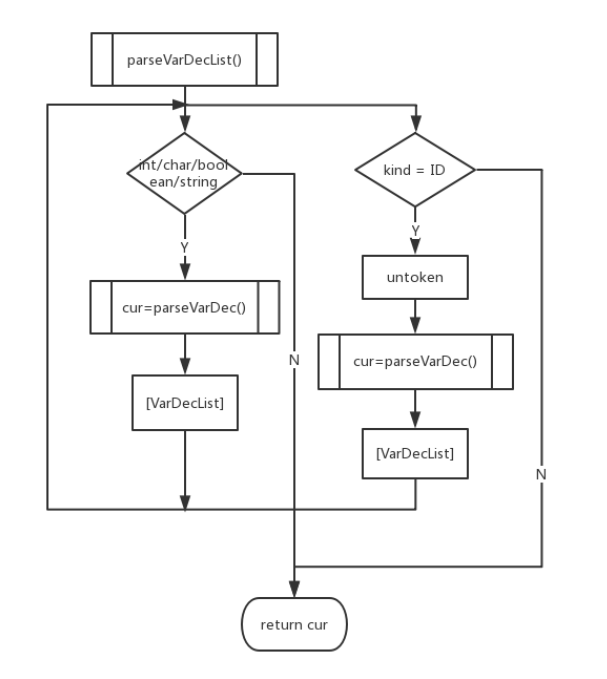 parseVarDecList()
int/char/bool
ean/string
kind = ID
Y
Y
untoken
cur=parseVarDec()
cur=parseVarDec()
N
[VarDecList]
[VarDecList]
N
return cur